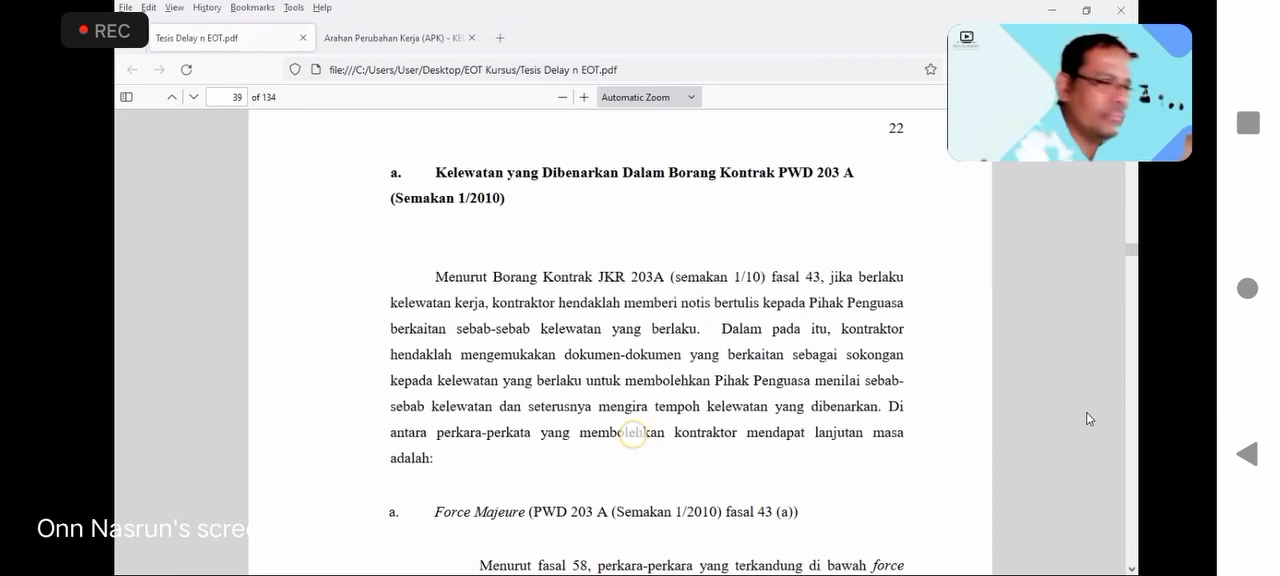 File Edit View History Bookmarks Tools Help
REC
Tesis Delay n EOT.pdf
Arahan Perubahan Kerja (APK) - KEI
file:///C:/Users/User/Desktop/EOT Kursus/Tesis Delay n EOT.pdf
39 of 134
Automatic Zoom
22
a. Kelewatan yang Dibenarkan Dalam Borang Kontrak PWD 203 A
(Semakan 1/2010)
Menurut Borang Kontrak JKR 203A (semakan 1/10) fasal 43, jika berlaku
kelewatan kerja, kontraktor hendaklah memberi notis bertulis kepada Pihak Penguasa
berkaitan sebab-sebab kelewatan yang berlaku. Dalam pada itu, kontraktor
hendaklah mengemukakan dokumen-dokumen yang berkaitan sebagai sokongan
kepada kelewatan yang berlaku untuk membolehkan Pihak Penguasa menilai sebab-
sebab kelewatan dan seterusnya mengira tempoh kelewatan yang dibenarkan. Di
antara perkara-perkata yang membolehkan kontraktor mendapat lanjutan masa
adalah:
a. Force Majeure (PWD 203 A (Semakan 1/2010) fasal 43 (a))
Onn Nasrun's scree
Menurut fasal 58, perkara-perkara yang terkandung di bawah force